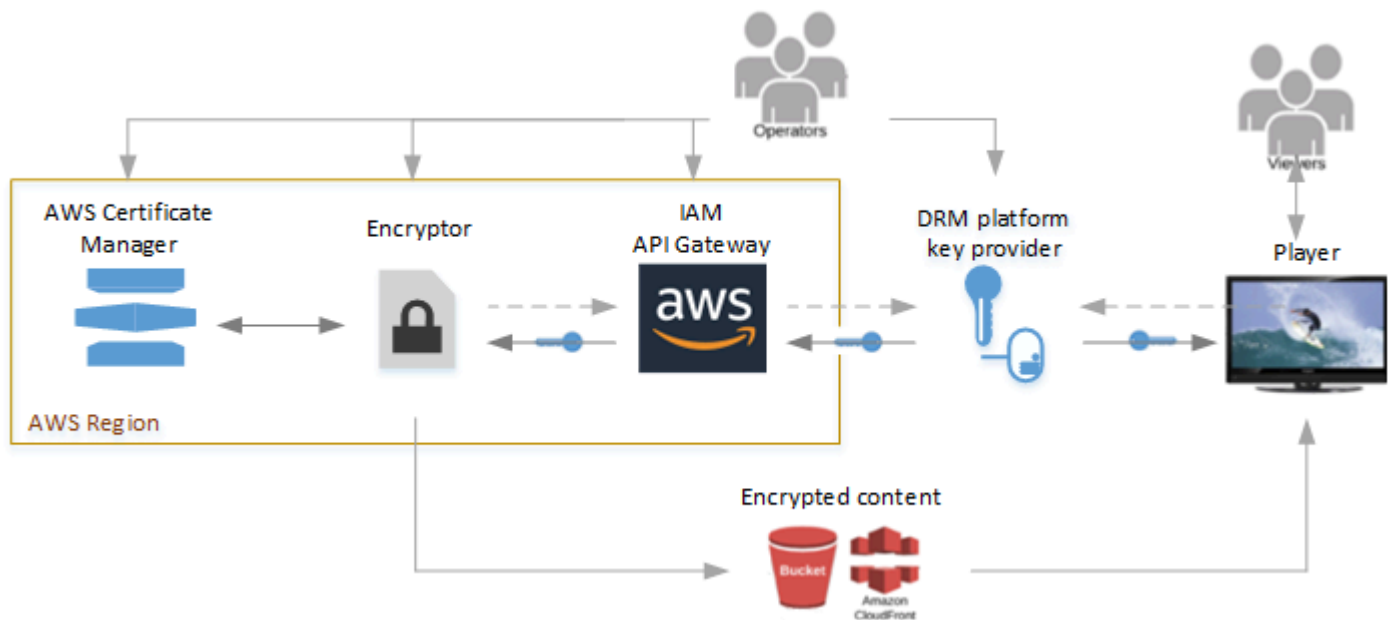 Operators
Viewers
AWS Certificate
Manager
Encryptor
IAM
API Gateway
DRM platform
key provider
Player
aws
AWS Region
Encrypted content
Bucket
Amazon
CloudFront